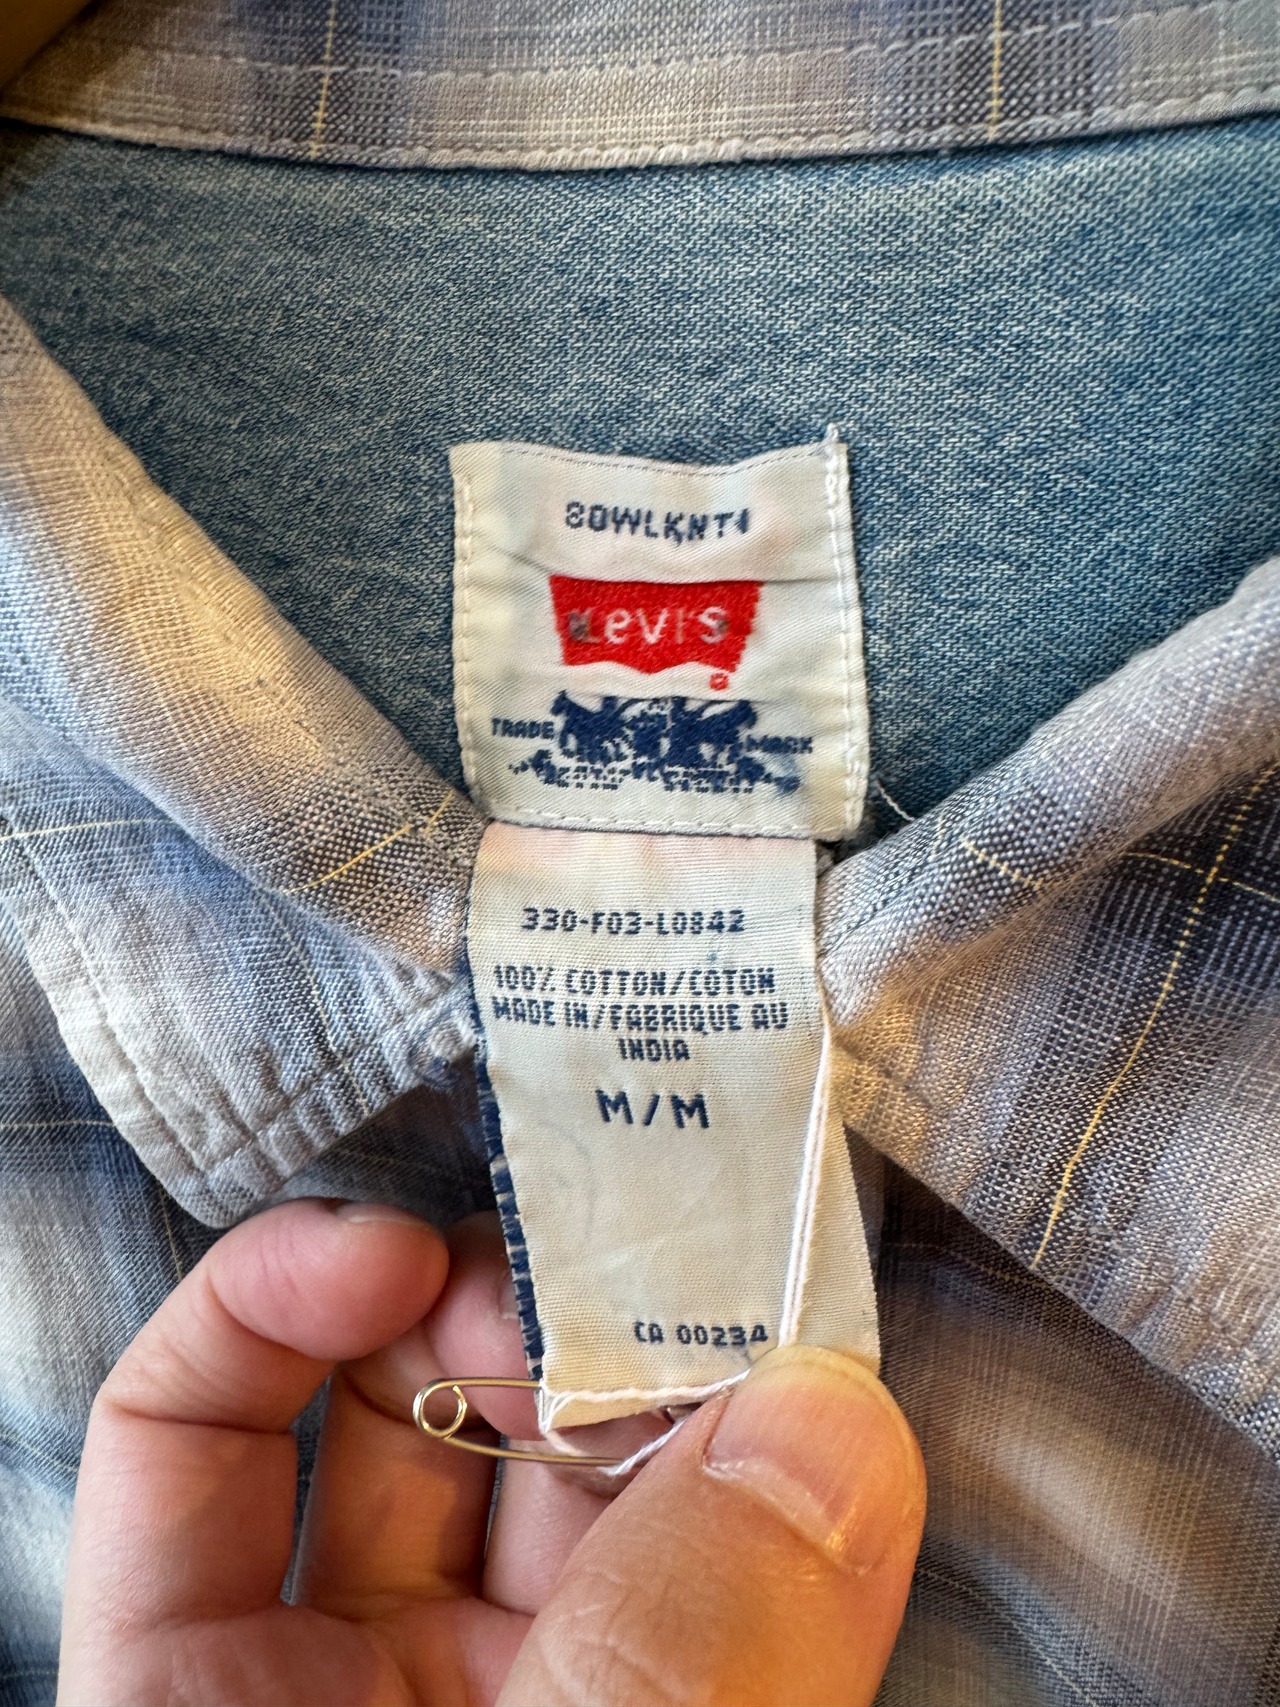 80WLKNT1
Levi's
®
TRADE MARK
330-F03-L0842
100% COTTON/COTON
MADE IN/FABRIQUE AU
INDIA
M/M
CA 00234